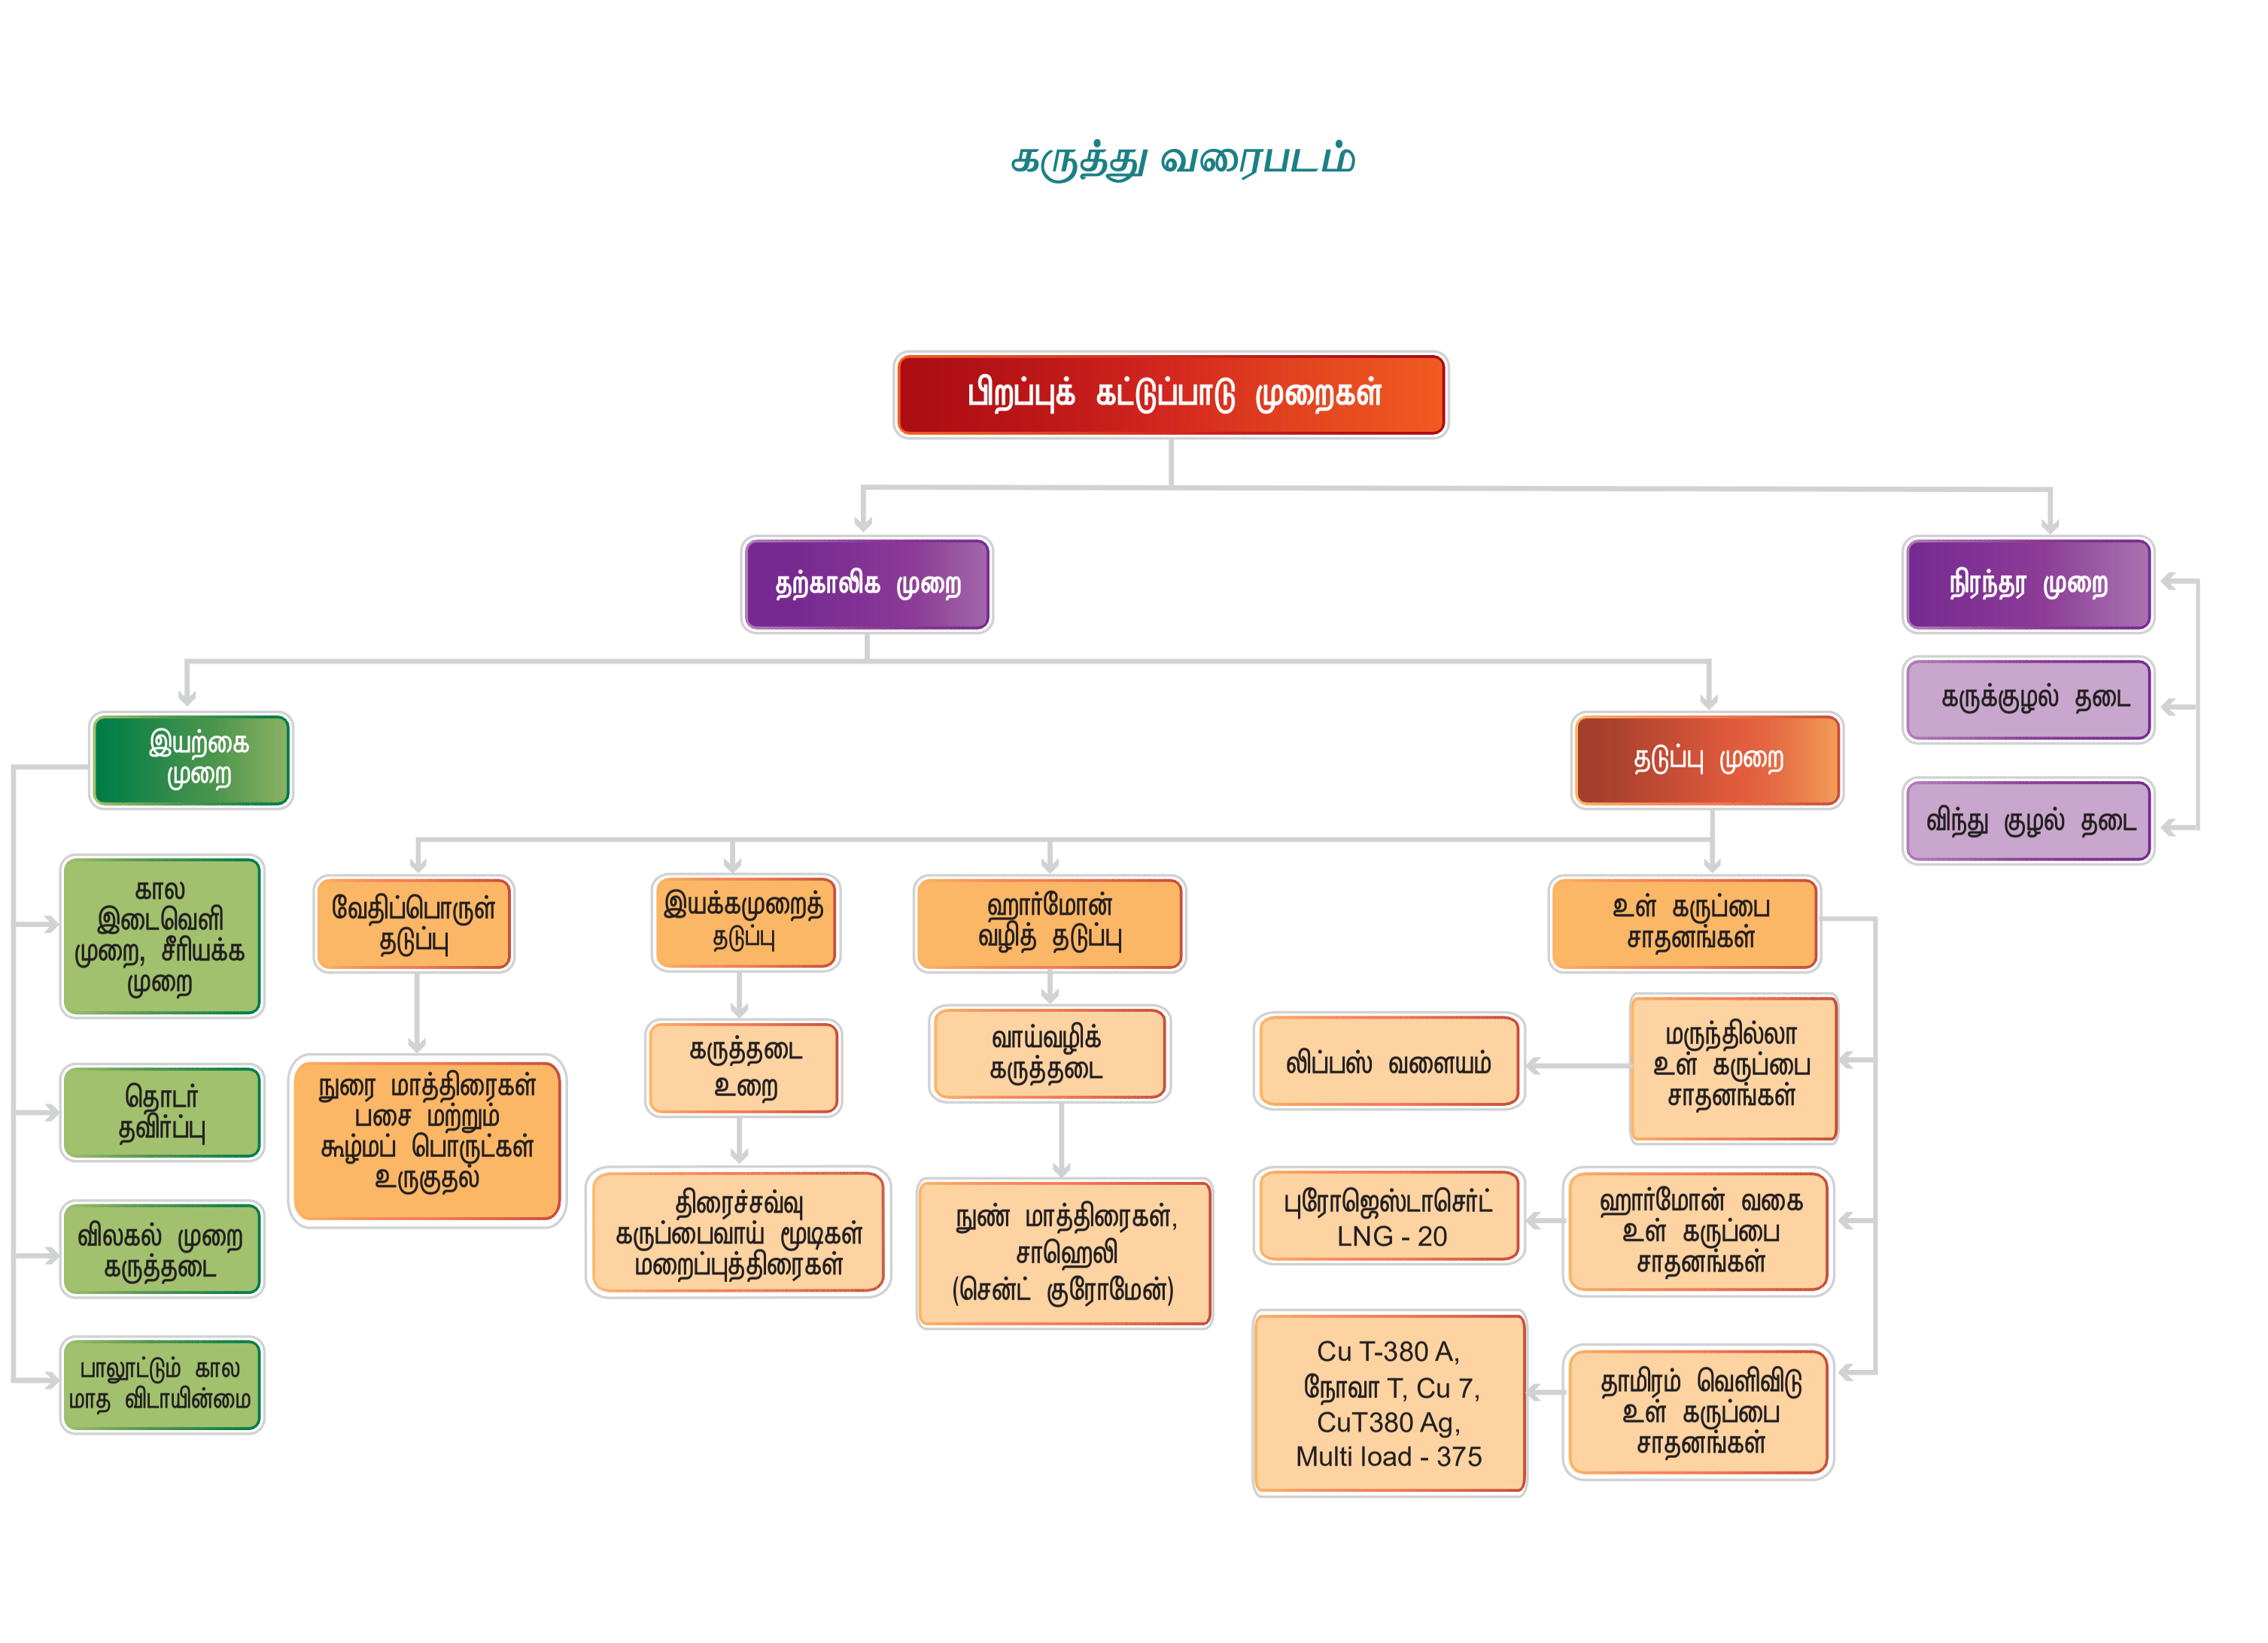 கருத்து வரைபடம்
பிறப்புக் கட்டுப்பாடு முறைகள்
தற்காலிக முறை
நிரந்தர முறை
கருக்குழல் தடை
விந்து குழல் தடை
இயற்கை
முறை
தடுப்பு முறை
கால
இடைவெளி
முறை, சீரியக்க
முறை
தொடர்
தவிர்ப்பு
விலகல் முறை
கருத்தடை
பாலூட்டும் கால
மாத விடாயின்மை
வேதிப்பொருள்
தடுப்பு
நுரை மாத்திரைகள்
பசை மற்றும்
கூழ்மப் பொருட்கள்
உருகுதல்
இயக்கமுறைத்
தடுப்பு
கருத்தடை
உறை
திரைச்சவ்வு
கருப்பைவாய் மூடிகள்
மறைப்புத்திரைகள்
ஹார்மோன்
வழித் தடுப்பு
வாய்வழிக்
கருத்தடை
நுண் மாத்திரைகள்,
சாஹெலி
(சென்ட் குரோமேன்)
உள் கருப்பை
சாதனங்கள்
மருந்தில்லா
உள் கருப்பை
சாதனங்கள்
லிப்பஸ் வளையம்
ஹார்மோன் வகை
உள் கருப்பை
சாதனங்கள்
புரோஜெஸ்டாசெர்ட்
LNG - 20
தாமிரம் வெளிவிடு
உள் கருப்பை
சாதனங்கள்
Cu T-380 A,
நோவா T, Cu 7,
CuT380 Ag,
Multi load - 375